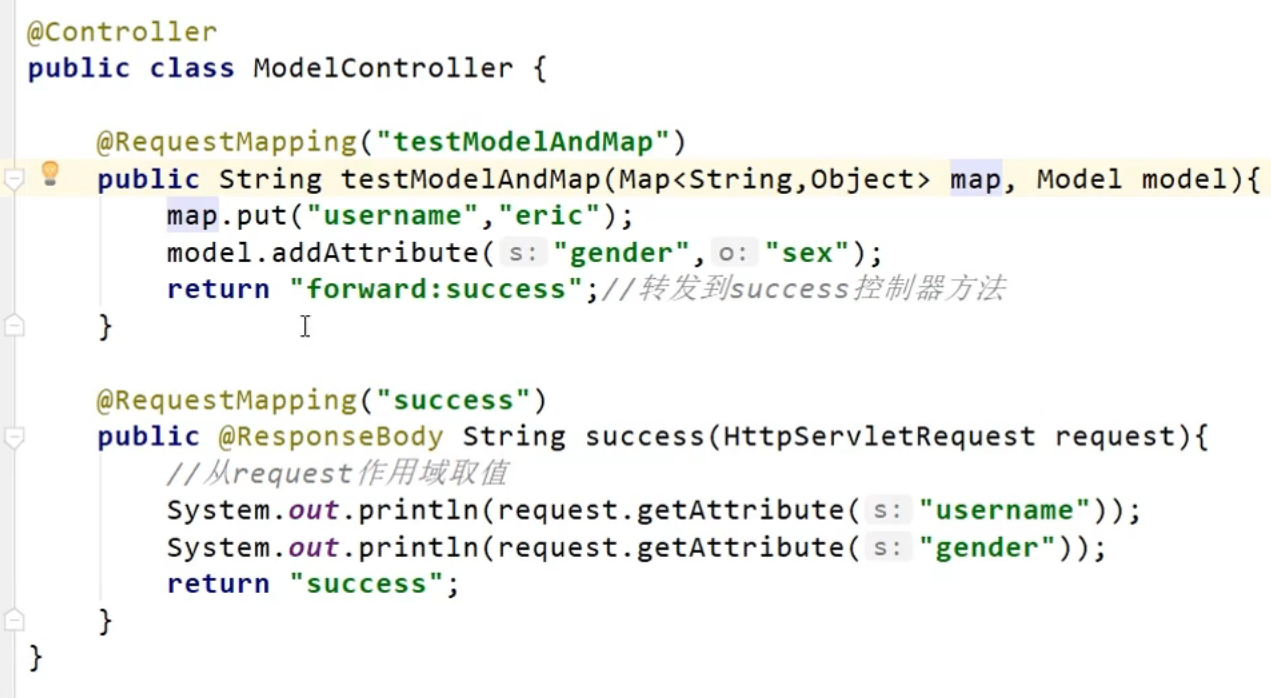 @Controller
public class ModelController {
@RequestMapping("testModelAndMap")
public String testModelAndMap(Map<String,Object> map, Model model){
map.put("username","eric");
model.addAttribute( s: "gender", o: "sex");
return "forward:success";//转发到success控制器方法
}
@RequestMapping("success")
public @ResponseBody String success(HttpServletRequest request){
//从request作用域取值
System.out.println(request.getAttribute( s: "username"));
System.out.println(request.getAttribute( s: "gender"));
return "success";
}
}